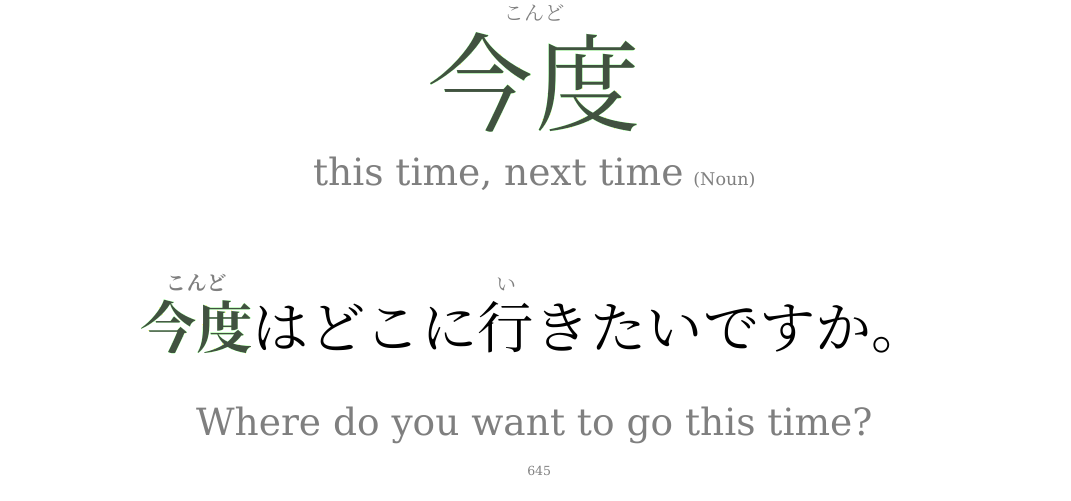 こんど
今度
this time, next time (Noun)
こんど い
今度はどこに行きたいですか。
Where do you want to go this time?
645